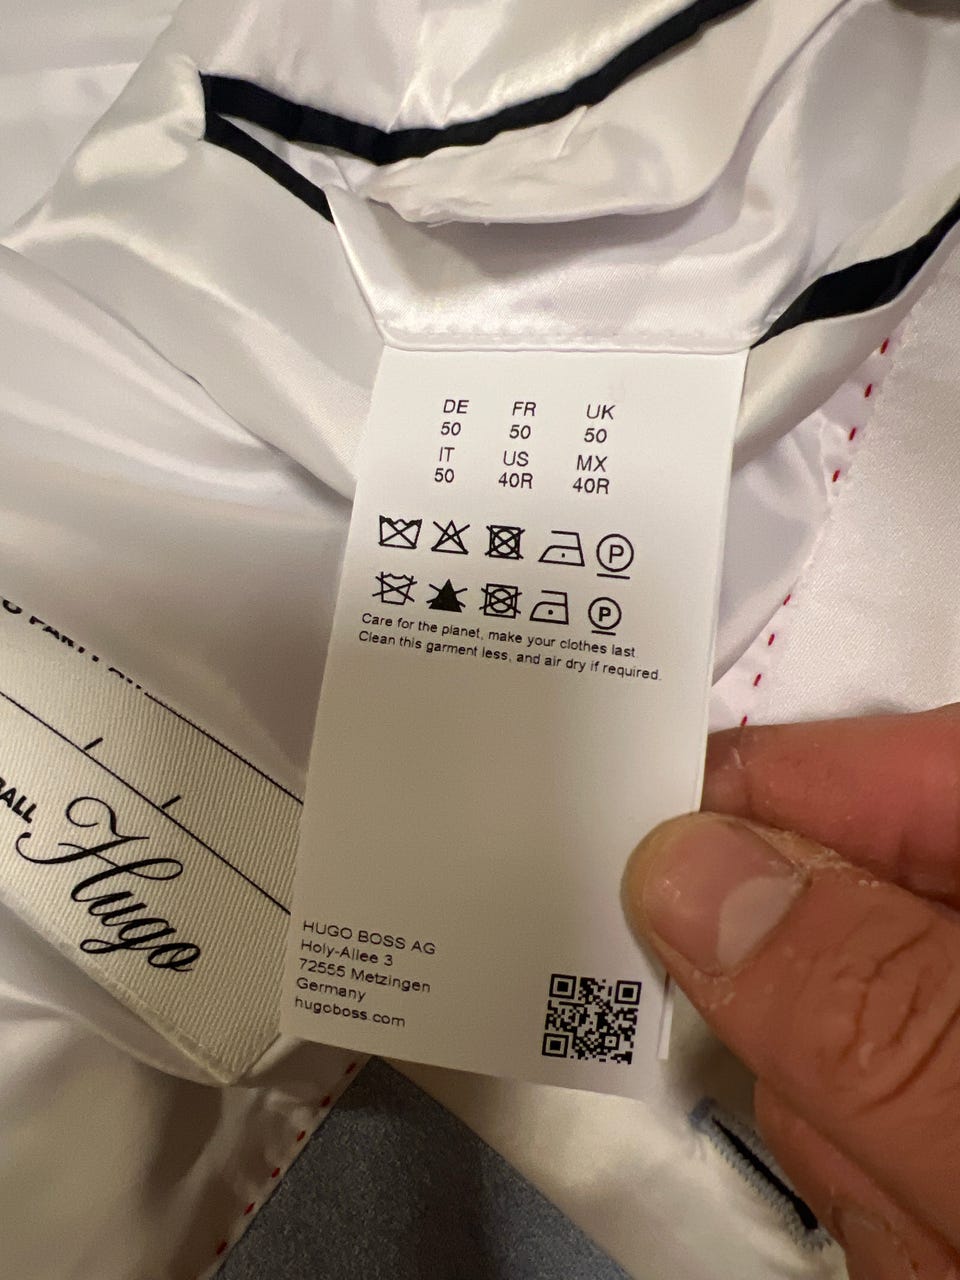 DE FR UK
50 50 50
IT US MX
50 40R 40R
P
P
Care for the planet, make your clothes last.
Clean this garment less, and air dry if required.
HUGO BOSS AG
Holy-Allee 3
72555 Metzingen
Germany
hugoboss.com
Hugo